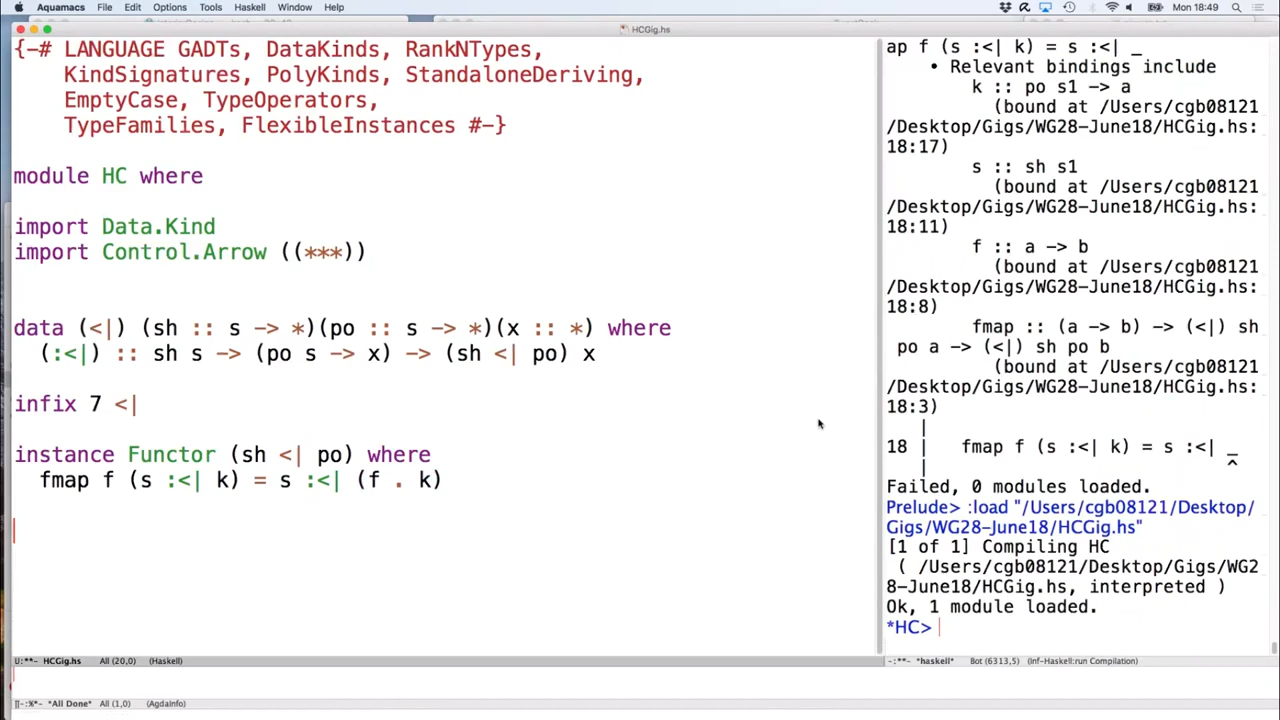 Aquamacs File Edit Options Tools Haskell Window Help Mon 18:49
HCGig.hs
{-# LANGUAGE GADTs, DataKinds, RankNTypes,
KindSignatures, PolyKinds, StandaloneDeriving,
EmptyCase, TypeOperators,
TypeFamilies, FlexibleInstances #-}
module HC where
import Data.Kind
import Control.Arrow ((***))
data (<|) (sh :: s -> *)(po :: s -> *)(x :: *) where
(:<|) :: sh s -> (po s -> x) -> (sh <| po) x
infix 7 <|
instance Functor (sh <| po) where
fmap f (s :<| k) = s :<| (f . k)
U:**- HCGig.hs All (20,0) (Haskell)
ap f (s :<| k) = s :<| _
• Relevant bindings include
k :: po s1 -> a
(bound at /Users/cgb08121
/Desktop/Gigs/WG28-June18/HCGig.hs:
18:17)
s :: sh s1
(bound at /Users/cgb08121
/Desktop/Gigs/WG28-June18/HCGig.hs:
18:11)
f :: a -> b
(bound at /Users/cgb08121
/Desktop/Gigs/WG28-June18/HCGig.hs:
18:8)
fmap :: (a -> b) -> (<|) sh
po a -> (<|) sh po b
(bound at /Users/cgb08121
/Desktop/Gigs/WG28-June18/HCGig.hs:
18:3)
|
18 | fmap f (s :<| k) = s :<| _
| ^
Failed, 0 modules loaded.
Prelude> :load "/Users/cgb08121/Desktop/
Gigs/WG28-June18/HCGig.hs"
[1 of 1] Compiling HC
( /Users/cgb08121/Desktop/Gigs/WG2
8-June18/HCGig.hs, interpreted )
Ok, 1 module loaded.
*HC>
-:**- *haskell* Bot (6313,5) (Inf-Haskell:run Compilation)
*All Done* All (1,0) (AgdaInfo)